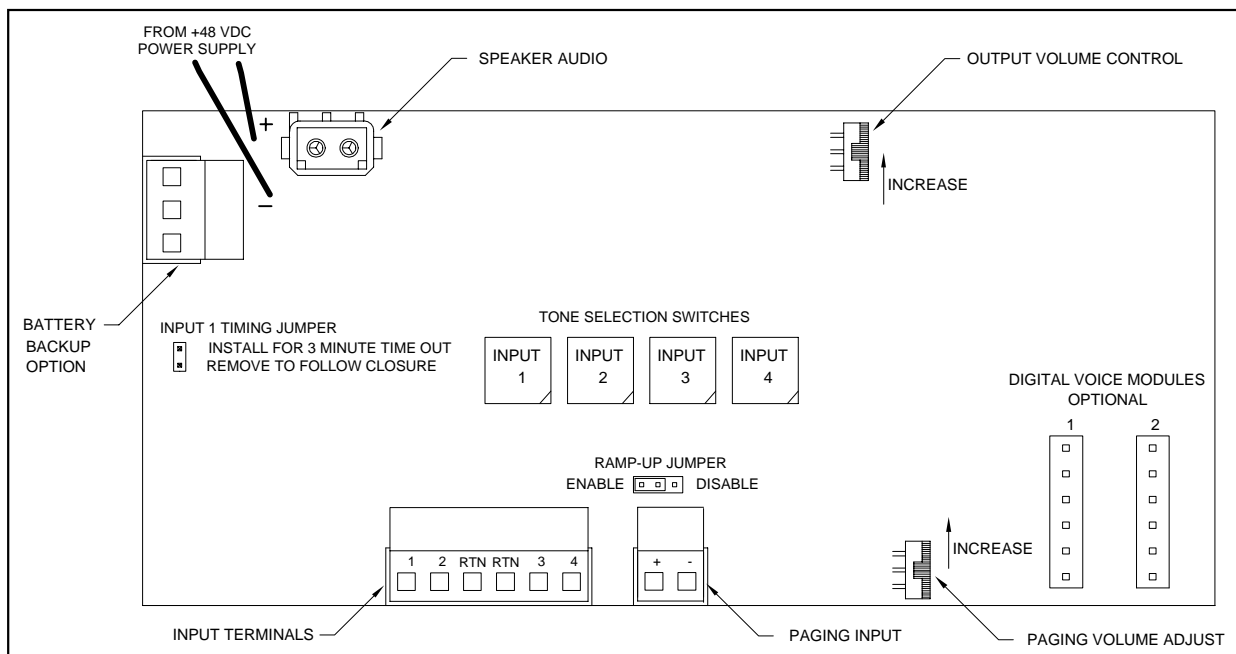 FROM +48 VDC
POWER SUPPLY
SPEAKER AUDIO
OUTPUT VOLUME CONTROL
+
−
INCREASE
BATTERY
BACKUP
OPTION
INPUT 1 TIMING JUMPER
INSTALL FOR 3 MINUTE TIME OUT
REMOVE TO FOLLOW CLOSURE
TONE SELECTION SWITCHES
INPUT
1
INPUT
2
INPUT
3
INPUT
4
DIGITAL VOICE MODULES
OPTIONAL
1 2
RAMP-UP JUMPER
ENABLE DISABLE
1 2 RTN RTN 3 4
+ -
INCREASE
INPUT TERMINALS
PAGING INPUT
PAGING VOLUME ADJUST